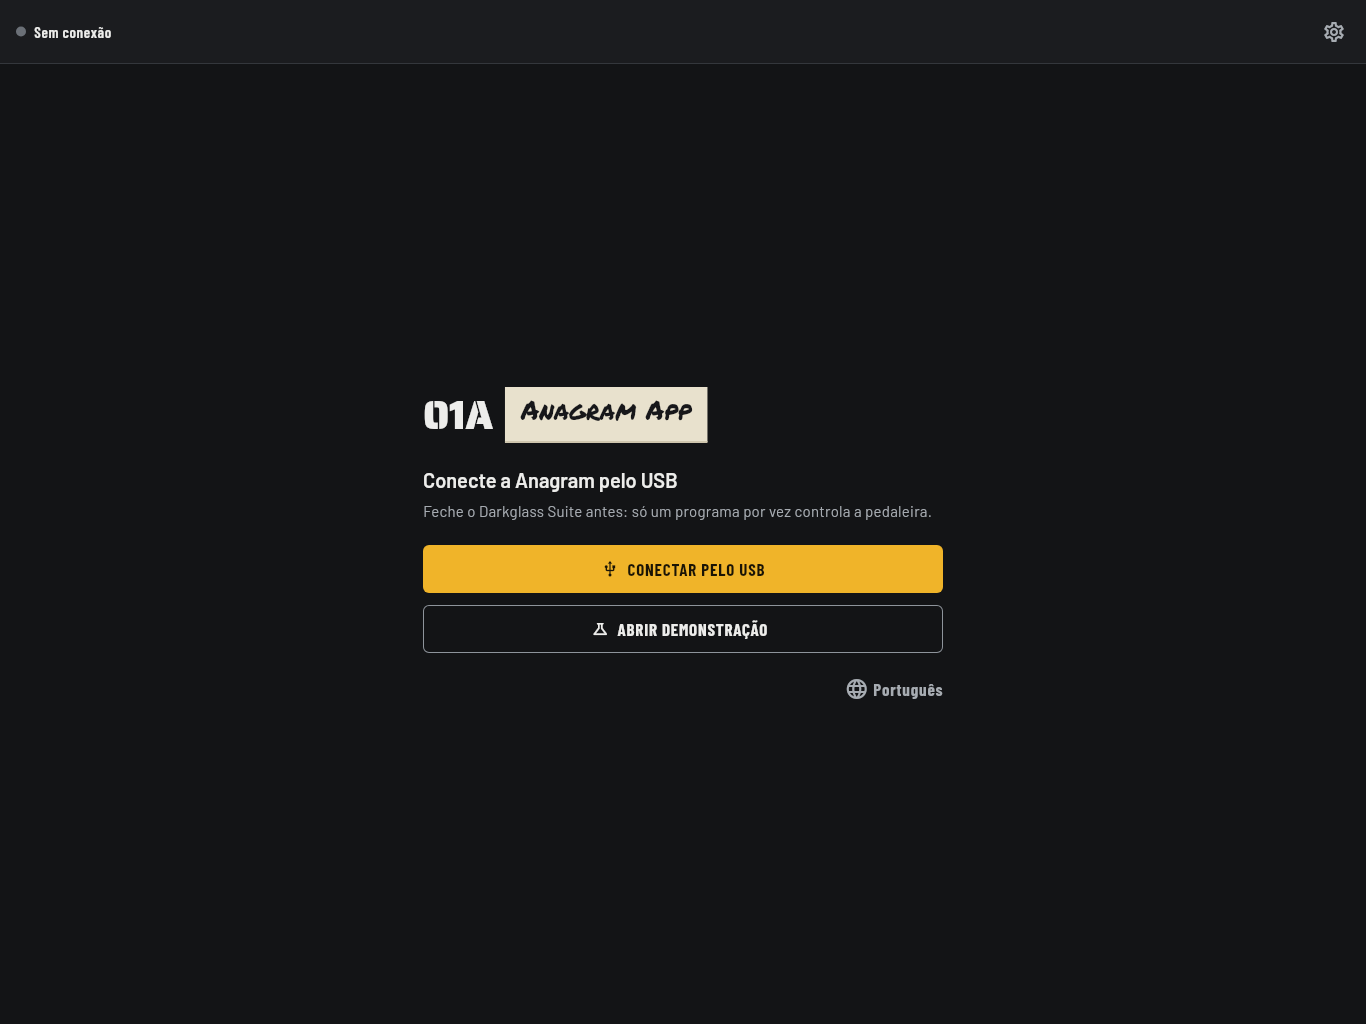 Sem conexão
01A Anagram App
Conecte a Anagram pelo USB
Feche o Darkglass Suite antes: só um programa por vez controla a pedaleira.
CONECTAR PELO USB
ABRIR DEMONSTRAÇÃO
Português